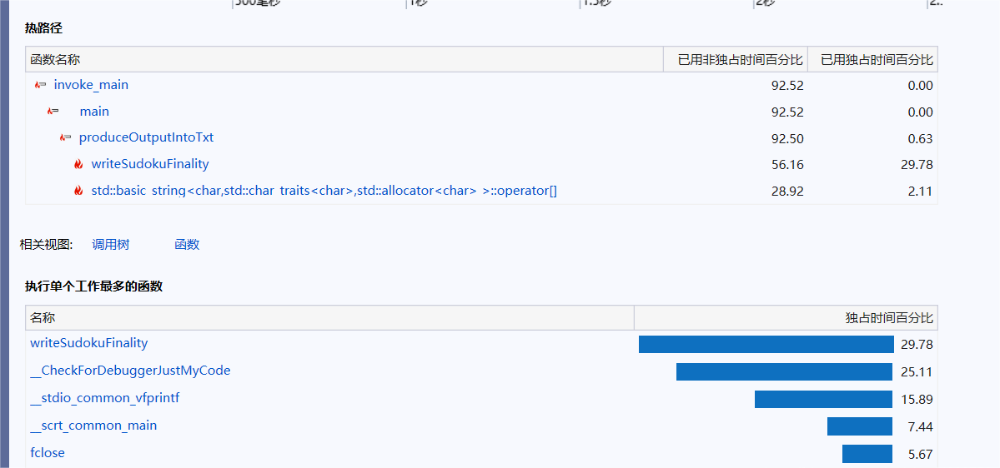 500毫秒 1秒 1.5秒 2秒 2..
热路径
函数名称 已用非独占时间百分比 已用独占时间百分比
invoke_main 92.52 0.00
main 92.52 0.00
produceOutputIntoTxt 92.50 0.63
writeSudokuFinality 56.16 29.78
std::basic_string<char,std::char_traits<char>,std::allocator<char> >::operator[] 28.92 2.11
相关视图: 调用树 函数
执行单个工作最多的函数
名称 独占时间百分比
writeSudokuFinality 29.78
__CheckForDebuggerJustMyCode 25.11
__stdio_common_vfprintf 15.89
__scrt_common_main 7.44
fclose 5.67